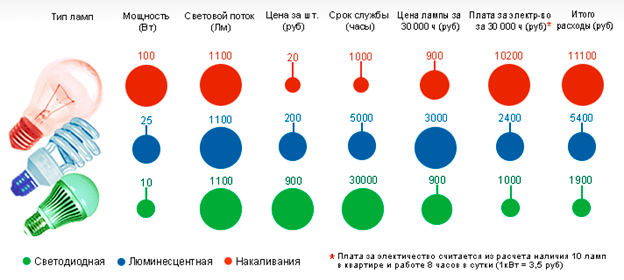 Тип ламп Мощность (Вт) Световой поток (Лм) Цена за шт. (руб) Срок службы (часы) Цена лампы за 30 000 ч (руб) Плата за электр-во за 30 000 ч (руб)* Итого расходы (руб)
100 1100 20 1000 900 10200 11100
25 1100 200 5000 3000 2400 5400
10 1100 900 30000 900 1000 1900
Светодиодная Люминесцентная Накаливания
* Плата за электричество считается из расчета наличия 10 ламп
в квартире и работе 8 часов в сутки (1кВт = 3,5 руб)